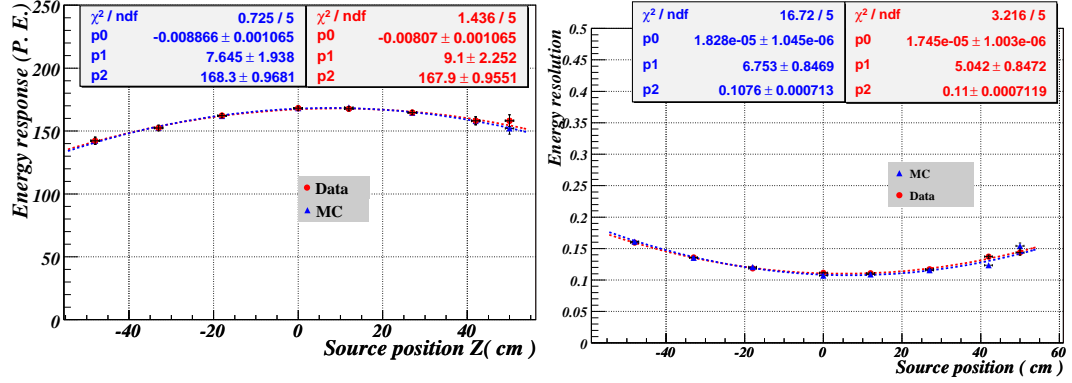 χ² / ndf 0.725 / 5
p0 -0.008866 ± 0.001065
p1 7.645 ± 1.938
p2 168.3 ± 0.9681
χ² / ndf 1.436 / 5
p0 -0.00807 ± 0.001065
p1 9.1 ± 2.252
p2 167.9 ± 0.9551
Energy response (P. E.)
250
200
150
100
50
0
Data
MC
-40 -20 0 20 40
Source position Z( cm )
χ² / ndf 16.72 / 5
p0 1.828e-05 ± 1.045e-06
p1 6.753 ± 0.8469
p2 0.1076 ± 0.000713
χ² / ndf 3.216 / 5
p0 1.745e-05 ± 1.003e-06
p1 5.042 ± 0.8472
p2 0.11 ± 0.0007119
Energy resolution
0.5
0.45
0.4
0.35
0.3
0.25
0.2
0.15
0.1
0.05
0
MC
Data
-40 -20 0 20 40 60
Source position ( cm )